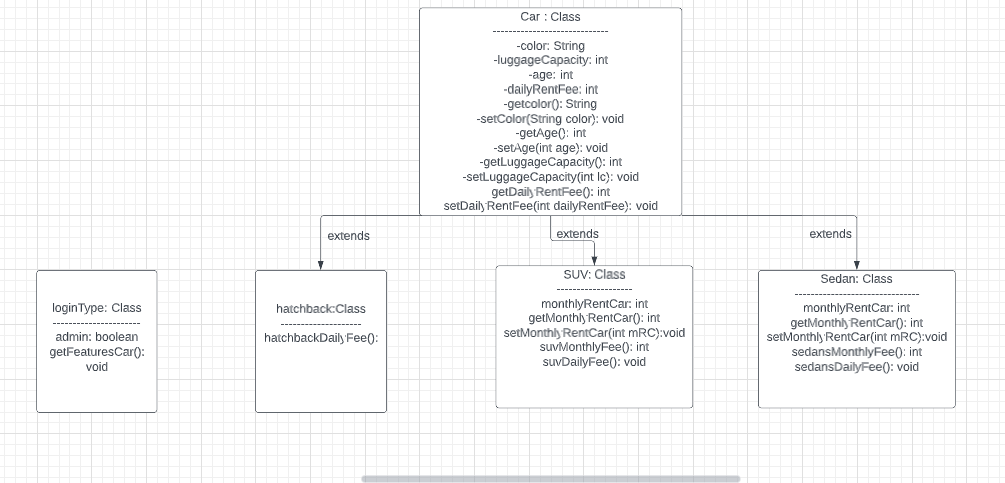 Car : Class
-color: String
-luggageCapacity: int
-age: int
-dailyRentFee: int
-getcolor(): String
-setColor(String color): void
-getAge(): int
-setAge(int age): void
-getLuggageCapacity(): int
-setLuggageCapacity(int lc): void
getDailyRentFee(): int
setDailyRentFee(int dailyRentFee): void
extends
extends
extends
loginType: Class
admin: boolean
getFeaturesCar():
void
hatchback:Class
hatchbackDailyFee():
SUV: Class
monthlyRentCar: int
getMonthlyRentCar(): int
setMonthlyRentCar(int mRC):void
suvMonthlyFee(): int
suvDailyFee(): void
Sedan: Class
monthlyRentCar: int
getMonthlyRentCar(): int
setMonthlyRentCar(int mRC):void
sedansMonthlyFee(): int
sedansDailyFee(): void